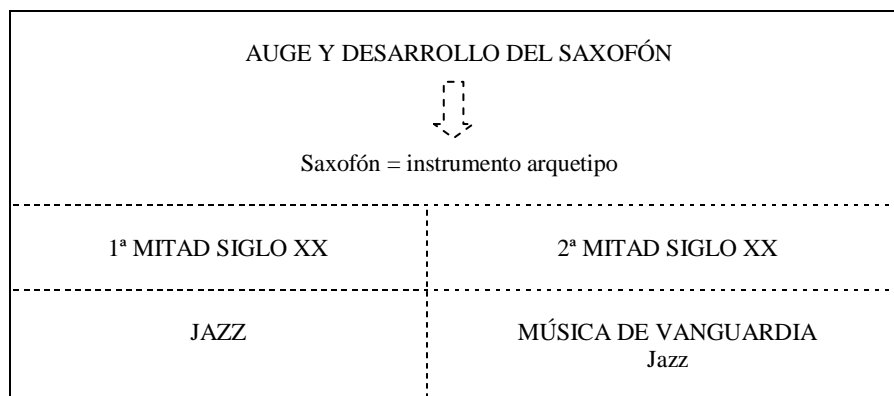 AUGE Y DESARROLLO DEL SAXOFÓN
Saxofón = instrumento arquetipo
1ª MITAD SIGLO XX
2ª MITAD SIGLO XX
JAZZ
MÚSICA DE VANGUARDIA
Jazz